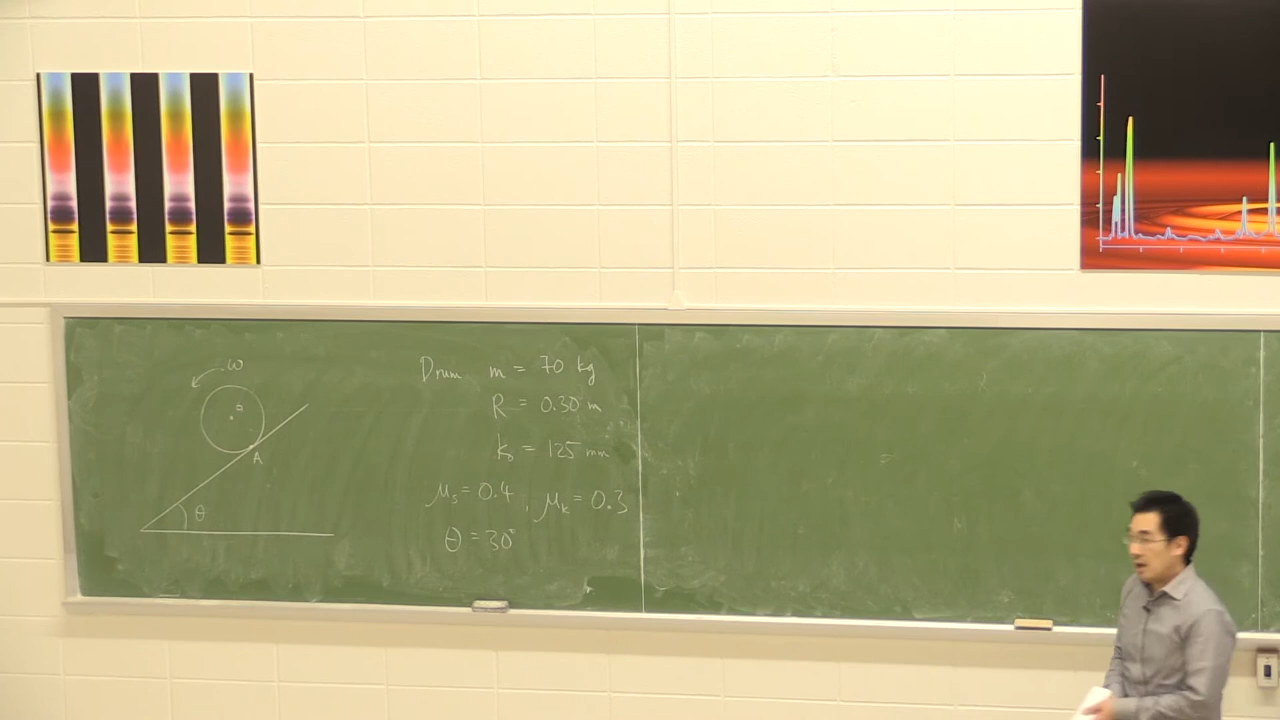 ω
G
A
θ
Drum m = 70 kg
R = 0.30 m
k₀ = 125 mm
μs = 0.4 , μk = 0.3
θ = 30°